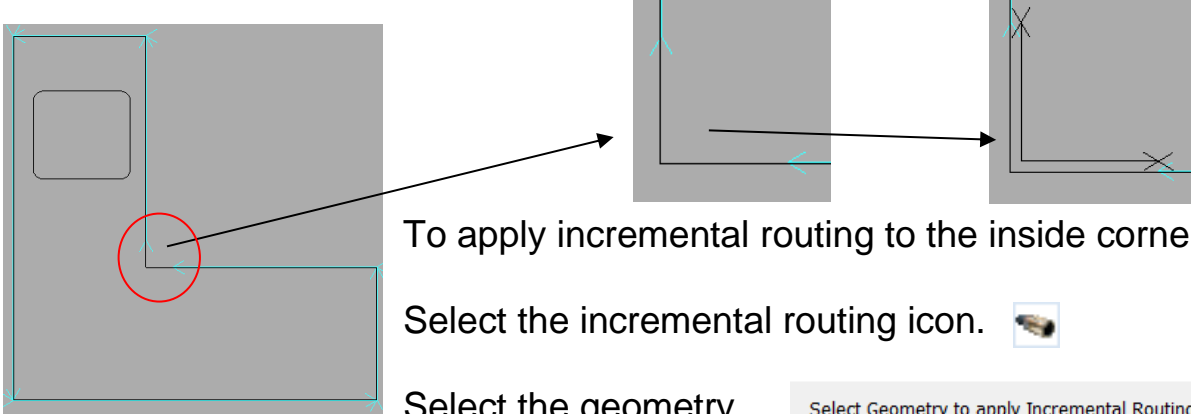 To apply incremental routing to the inside corne
Select the incremental routing icon.
Select the geometry
Select Geometry to apply Incremental Routing